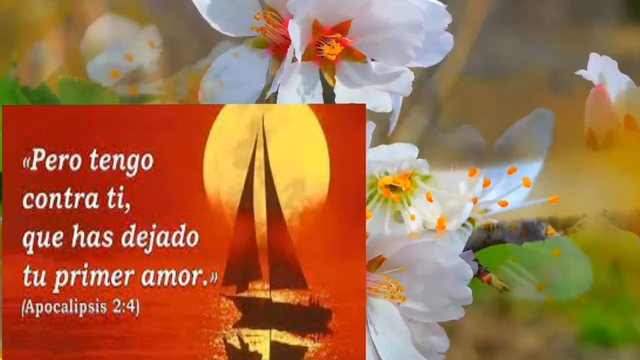 «Pero tengo
contra ti,
que has dejado
tu primer amor.»
(Apocalipsis 2:4)